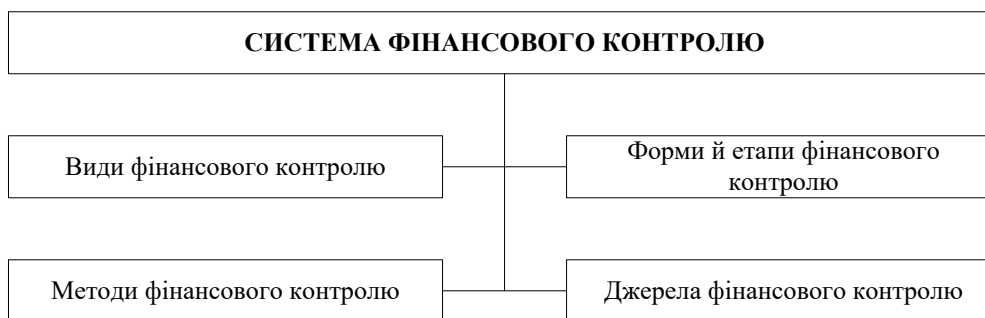 СИСТЕМА ФІНАНСОВОГО КОНТРОЛЮ
Види фінансового контролю
Форми й етапи фінансового
контролю
Методи фінансового контролю
Джерела фінансового контролю